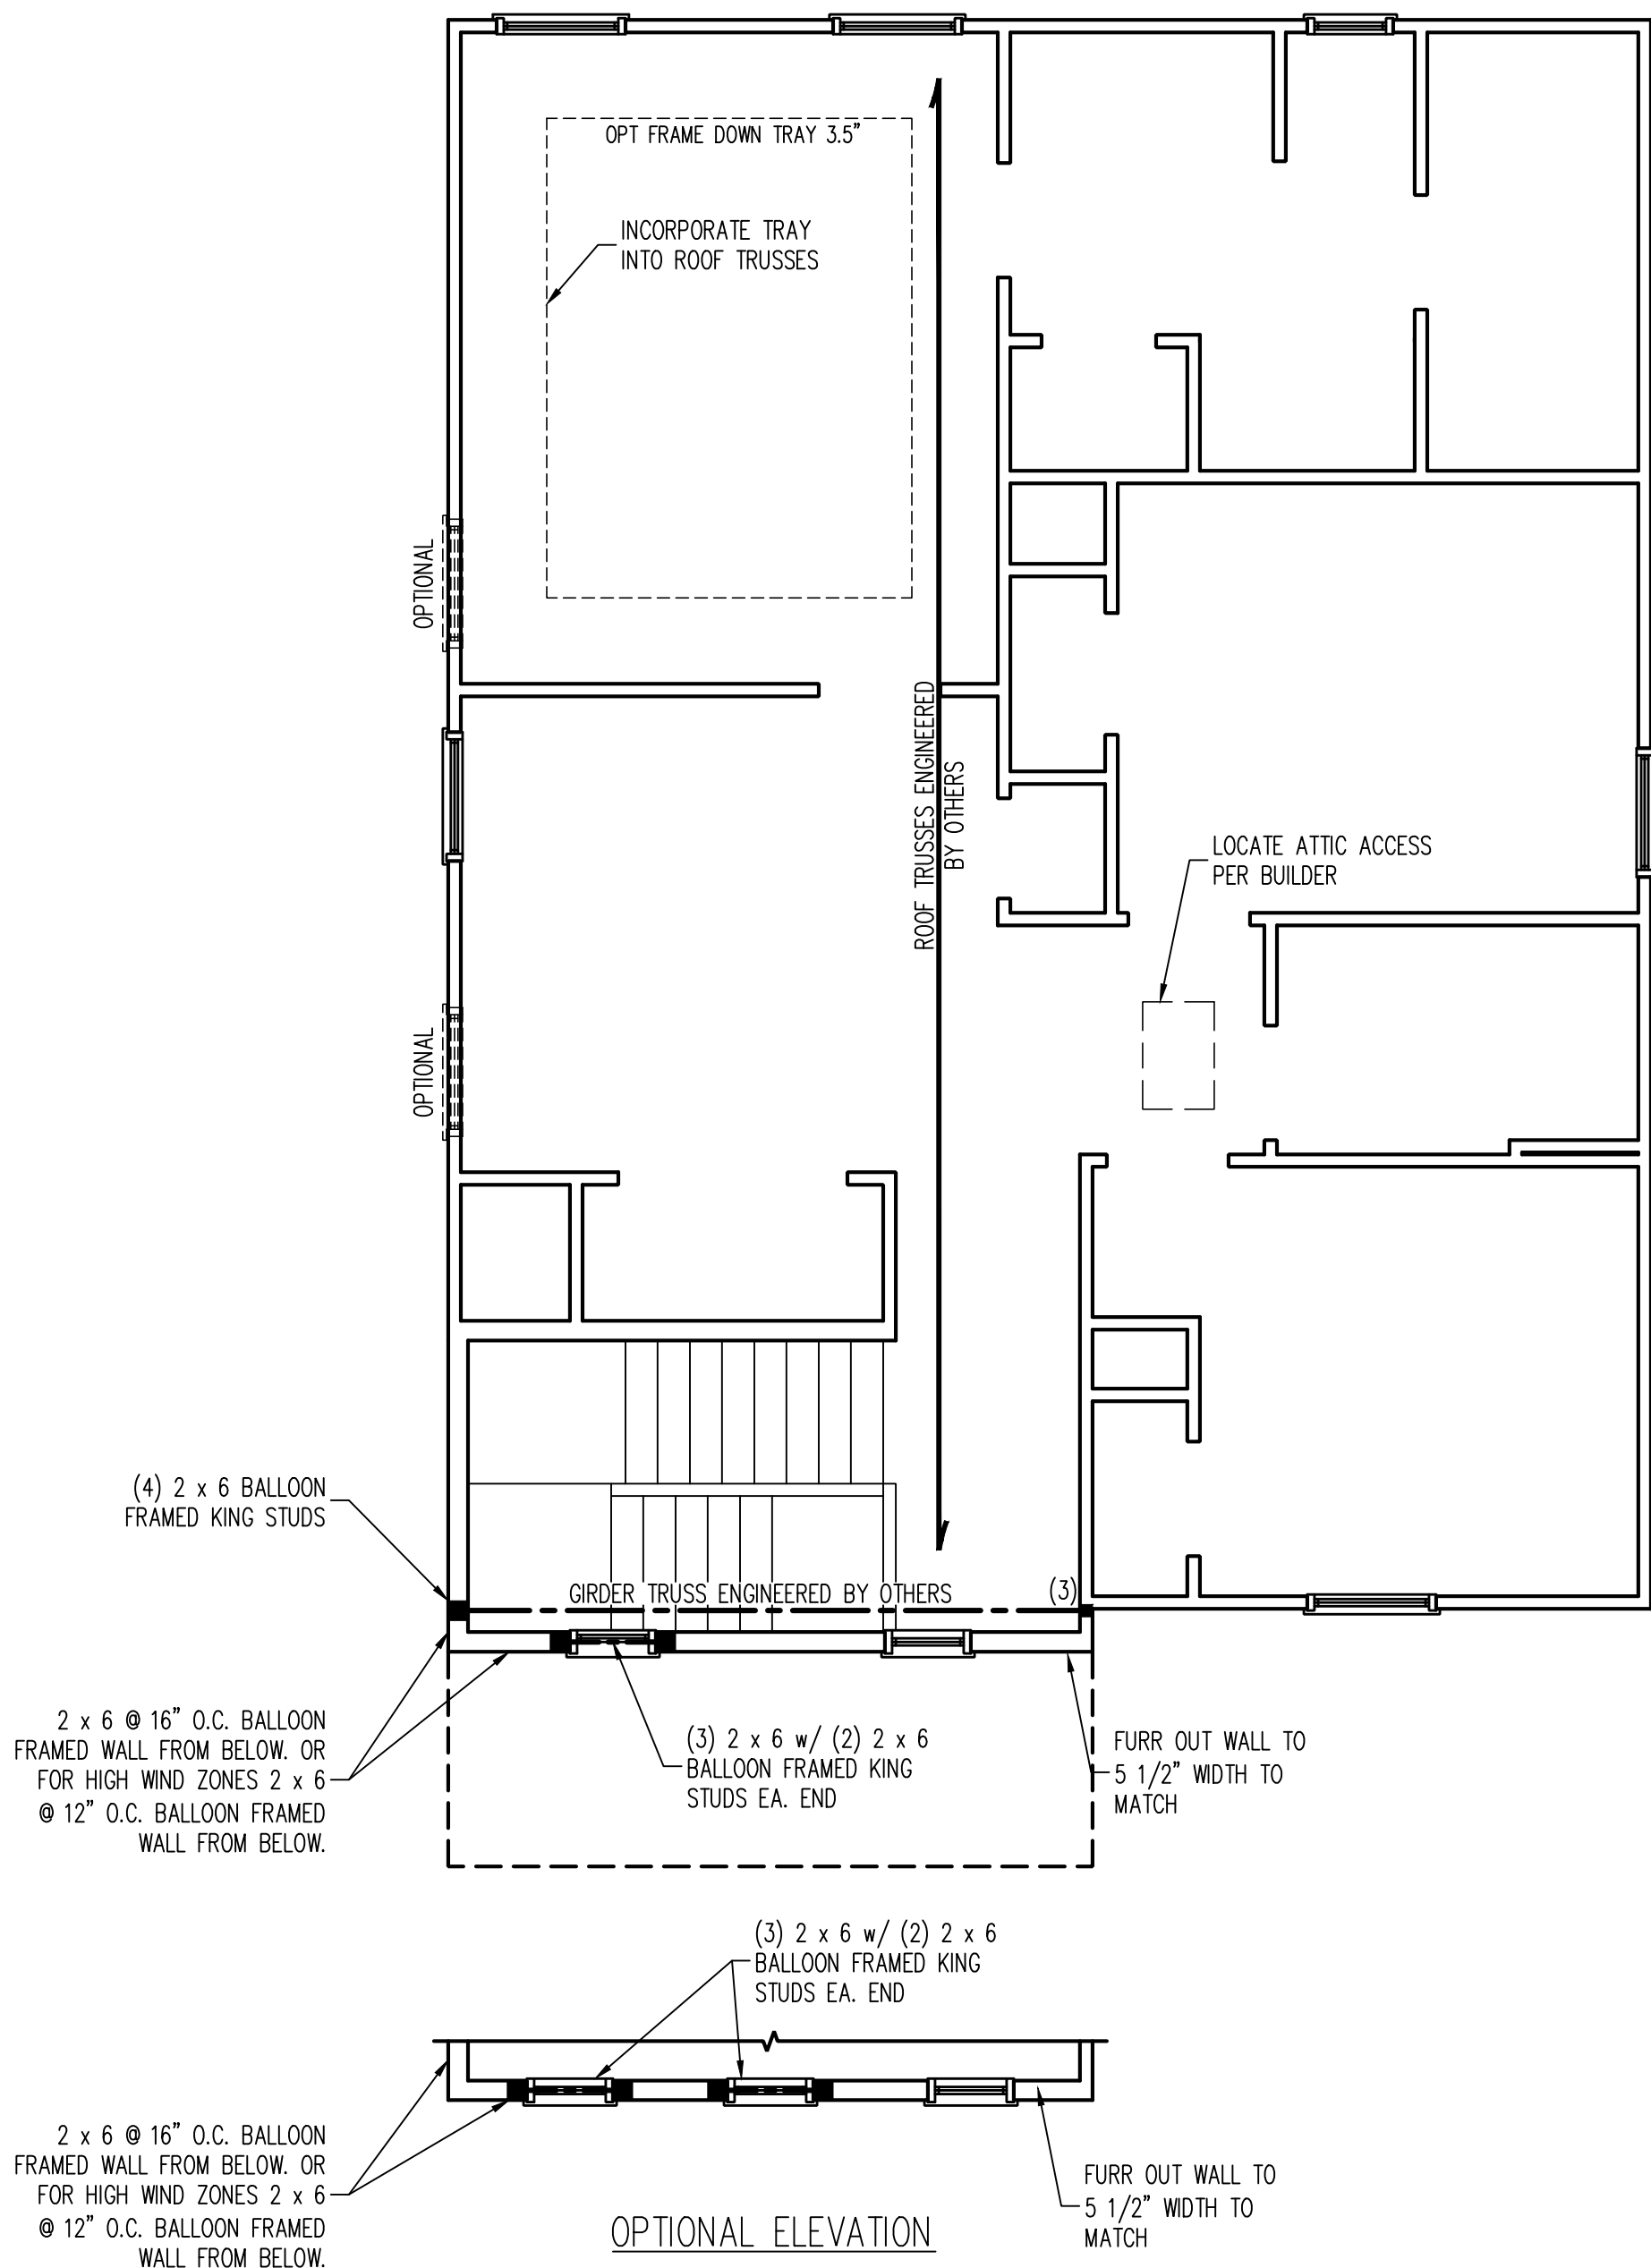 OPT FRAME DOWN TRAY 3.5"
INCORPORATE TRAY
INTO ROOF TRUSSES
OPTIONAL
ROOF TRUSSES ENGINEERED
BY OTHERS
LOCATE ATTIC ACCESS
PER BUILDER
OPTIONAL
(4) 2 x 6 BALLOON
FRAMED KING STUDS
GIRDER TRUSS ENGINEERED BY OTHERS
(3)
2 x 6 @ 16" O.C. BALLOON
FRAMED WALL FROM BELOW. OR
FOR HIGH WIND ZONES 2 x 6
@ 12" O.C. BALLOON FRAMED
WALL FROM BELOW.
(3) 2 x 6 w/ (2) 2 x 6
BALLOON FRAMED KING
STUDS EA. END
FURR OUT WALL TO
5 1/2" WIDTH TO
MATCH
(3) 2 x 6 w/ (2) 2 x 6
BALLOON FRAMED KING
STUDS EA. END
2 x 6 @ 16" O.C. BALLOON
FRAMED WALL FROM BELOW. OR
FOR HIGH WIND ZONES 2 x 6
@ 12" O.C. BALLOON FRAMED
WALL FROM BELOW.
FURR OUT WALL TO
5 1/2" WIDTH TO
MATCH
OPTIONAL ELEVATION